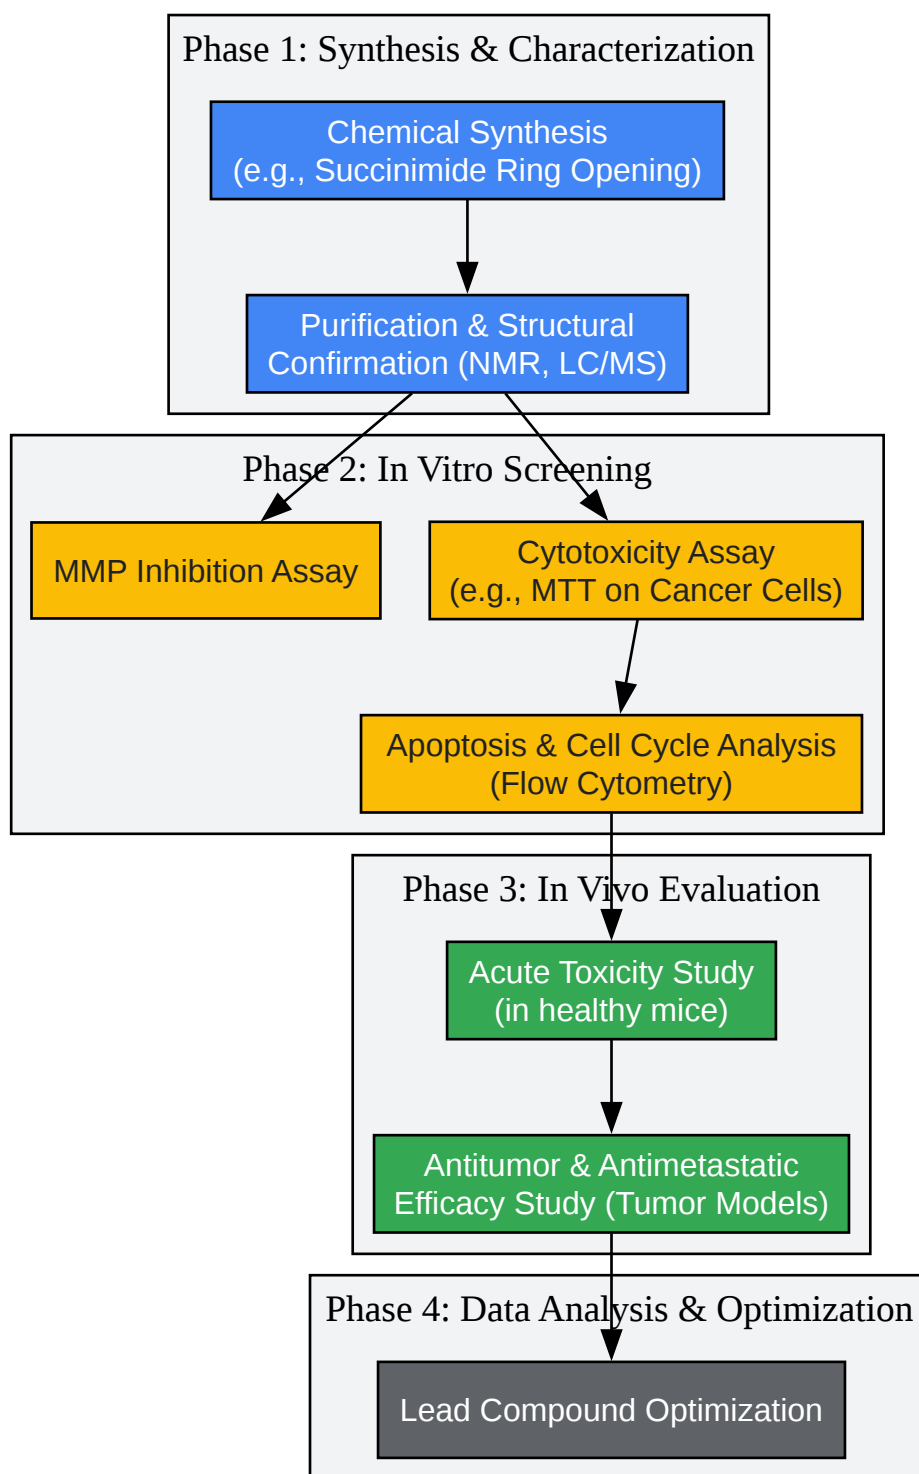 Phase 1: Synthesis & Characterization
Chemical Synthesis
(e.g., Succinimide Ring Opening)
Purification & Structural
Confirmation (NMR, LC/MS)
Phase 2: In Vitro Screening
MMP Inhibition Assay
Cytotoxicity Assay
(e.g., MTT on Cancer Cells)
Apoptosis & Cell Cycle Analysis
(Flow Cytometry)
Phase 3: In Vivo Evaluation
Acute Toxicity Study
(in healthy mice)
Antitumor & Antimetastatic
Efficacy Study (Tumor Models)
Phase 4: Data Analysis & Optimization
Lead Compound Optimization